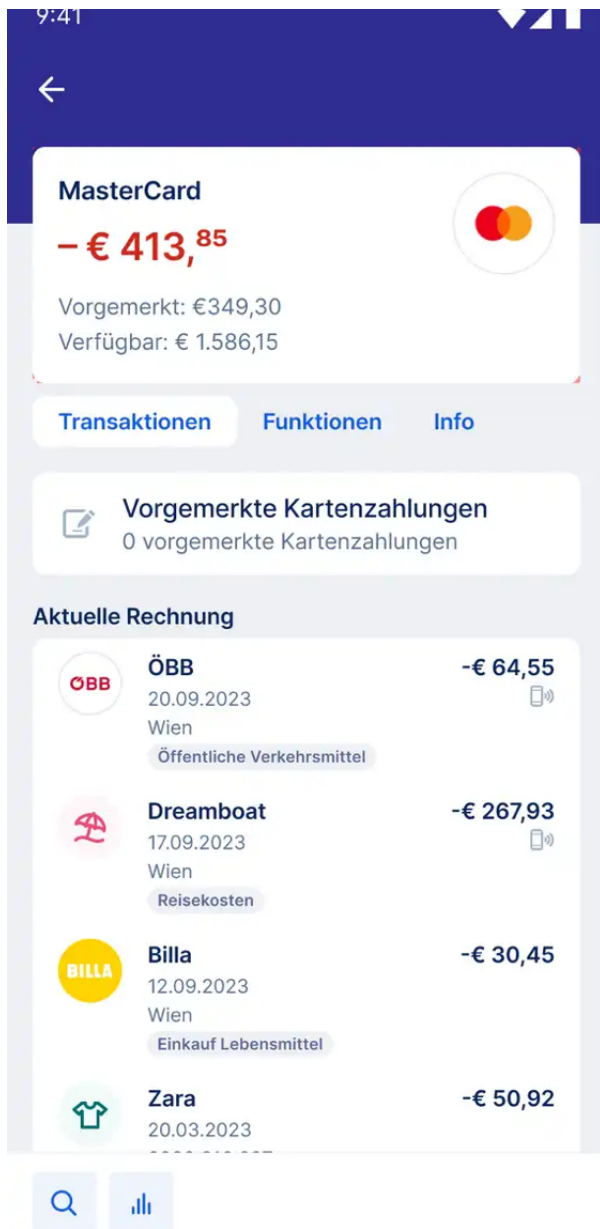 9:41
MasterCard
– € 413,85
Vorgemerkt: €349,30
Verfügbar: € 1.586,15
Transaktionen Funktionen Info
Vorgemerkte Kartenzahlungen
0 vorgemerkte Kartenzahlungen
Aktuelle Rechnung
ÖBB ÖBB -€ 64,55
20.09.2023
Wien
Öffentliche Verkehrsmittel
Dreamboat -€ 267,93
17.09.2023
Wien
Reisekosten
BILLA Billa -€ 30,45
12.09.2023
Wien
Einkauf Lebensmittel
Zara -€ 50,92
20.03.2023